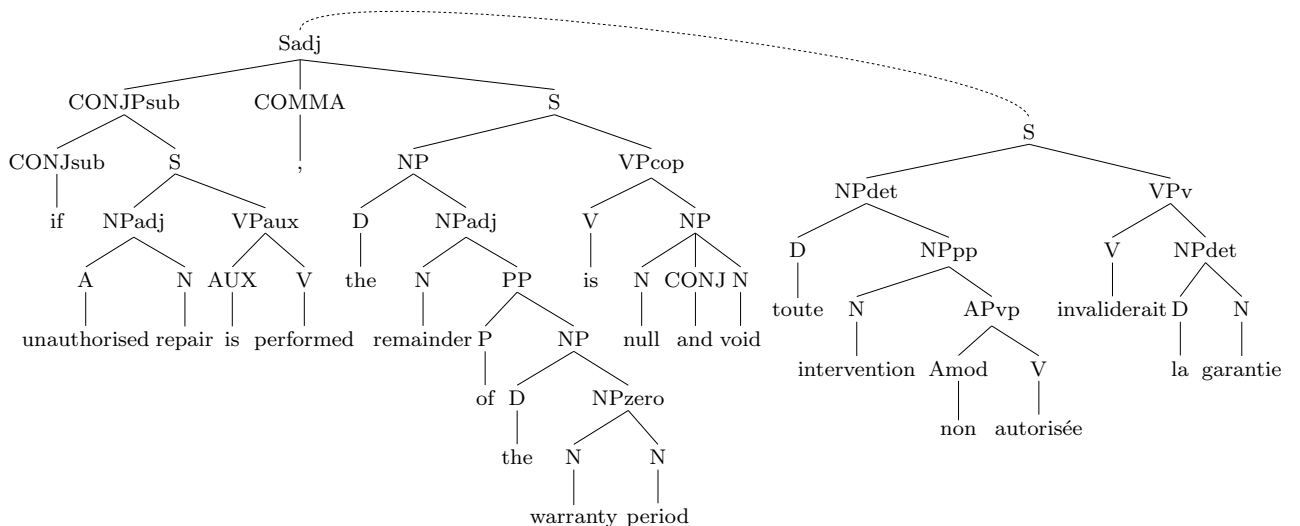 Sadj
CONJPsub COMMA S
S
CONJsub S , NP VPcop
NPdet VPv
if NPadj VPaux D NPadj V NP
D NPpp V NPdet
A N AUX V the N PP is N CONJ N
toute N APvp invaliderait D N
unauthorised repair is performed remainder P NP null and void
intervention Amod V la garantie
of D NPzero
non autorisée
the N N
warranty period